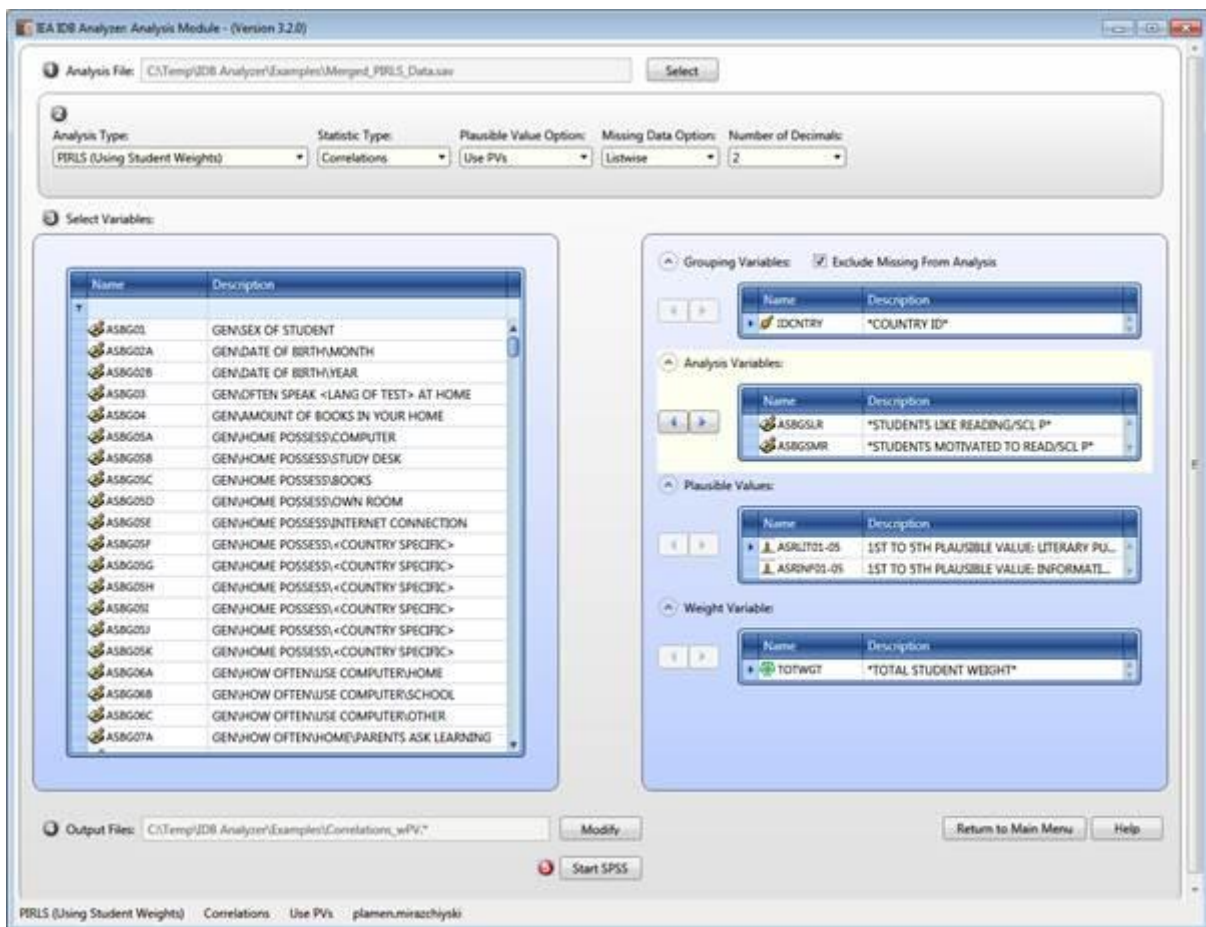 IEA IDB Analyzer: Analysis Module - (Version 3.2.0)
1 Analysis File: C:\Temp\IDB Analyzer\Examples\Merged_PIRLS_Data.sav Select
2
Analysis Type: Statistic Type: Plausible Value Option: Missing Data Option: Number of Decimals:
PIRLS (Using Student Weights) Correlations Use PVs Listwise 2
3 Select Variables:
Name Description
ASBG01 GEN\SEX OF STUDENT
ASBG02A GEN\DATE OF BIRTH\MONTH
ASBG02B GEN\DATE OF BIRTH\YEAR
ASBG03 GEN\OFTEN SPEAK <LANG OF TEST> AT HOME
ASBG04 GEN\AMOUNT OF BOOKS IN YOUR HOME
ASBG05A GEN\HOME POSSESS\COMPUTER
ASBG05B GEN\HOME POSSESS\STUDY DESK
ASBG05C GEN\HOME POSSESS\BOOKS
ASBG05D GEN\HOME POSSESS\OWN ROOM
ASBG05E GEN\HOME POSSESS\INTERNET CONNECTION
ASBG05F GEN\HOME POSSESS\<COUNTRY SPECIFIC>
ASBG05G GEN\HOME POSSESS\<COUNTRY SPECIFIC>
ASBG05H GEN\HOME POSSESS\<COUNTRY SPECIFIC>
ASBG05I GEN\HOME POSSESS\<COUNTRY SPECIFIC>
ASBG05J GEN\HOME POSSESS\<COUNTRY SPECIFIC>
ASBG05K GEN\HOME POSSESS\<COUNTRY SPECIFIC>
ASBG06A GEN\HOW OFTEN\USE COMPUTER\HOME
ASBG06B GEN\HOW OFTEN\USE COMPUTER\SCHOOL
ASBG06C GEN\HOW OFTEN\USE COMPUTER\OTHER
ASBG07A GEN\HOW OFTEN\HOME\PARENTS ASK LEARNING
Grouping Variables: Exclude Missing From Analysis
Name Description
IDCNTRY *COUNTRY ID*
Analysis Variables:
Name Description
ASBGSLR *STUDENTS LIKE READING/SCL P*
ASBGSMR *STUDENTS MOTIVATED TO READ/SCL P*
Plausible Values:
Name Description
ASRLIT01-05 1ST TO 5TH PLAUSIBLE VALUE: LITERARY PU...
ASRINF01-05 1ST TO 5TH PLAUSIBLE VALUE: INFORMATI...
Weight Variable:
Name Description
TOTWGT *TOTAL STUDENT WEIGHT*
Output Files: C:\Temp\IDB Analyzer\Examples\Correlations_wPV.* Modify Return to Main Menu Help
Start SPSS
PIRLS (Using Student Weights) Correlations Use PVs plamen.mirazchiyski